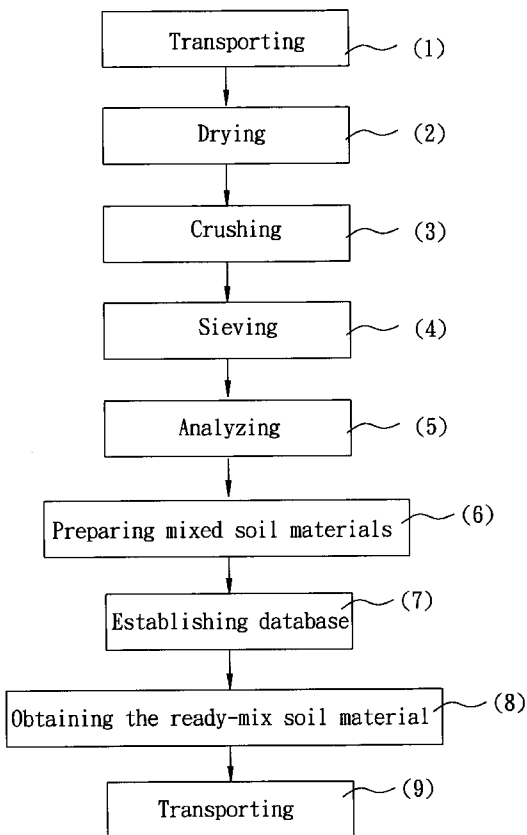 Transporting (1)
Drying (2)
Crushing (3)
Sieving (4)
Analyzing (5)
Preparing mixed soil materials (6)
Establishing database (7)
Obtaining the ready-mix soil material (8)
Transporting (9)